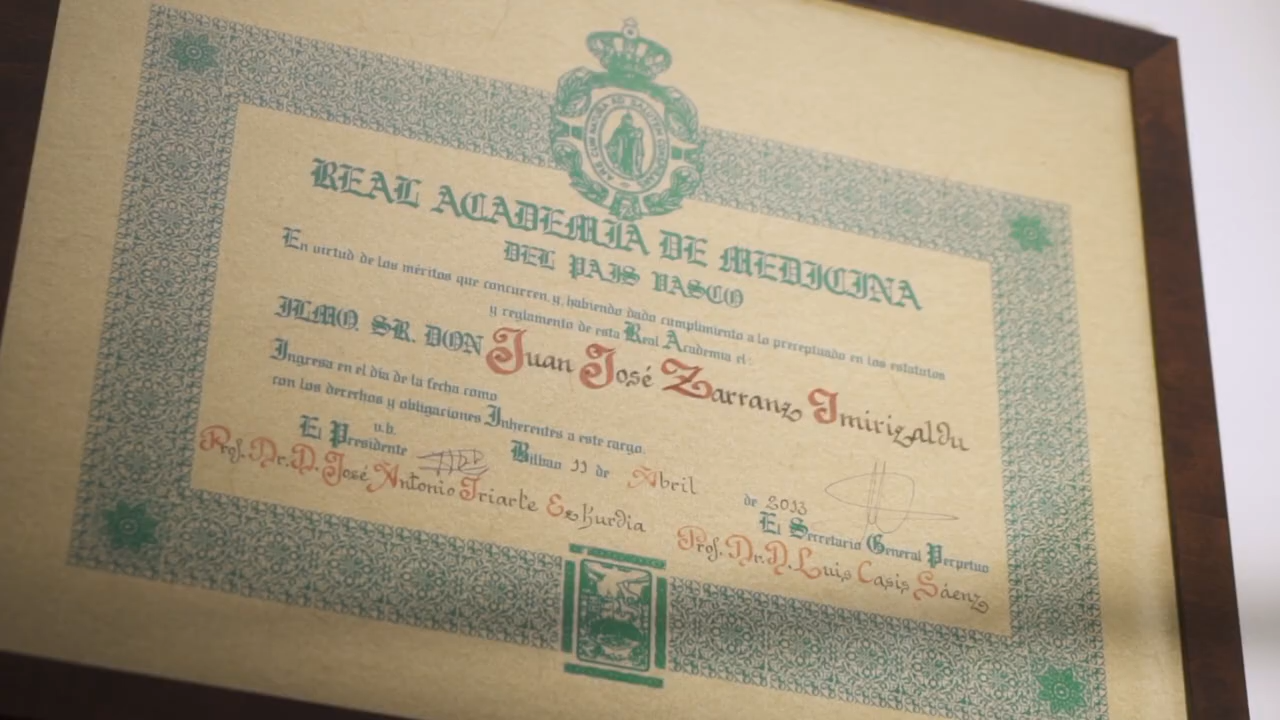 REAL ACADEMIA DE MEDICINA
DEL PAIS VASCO
En virtud de los méritos que concurren y, habiendo dado cumplimiento a lo preceptuado en los estatutos
y reglamento de esta Real Academia el:
ILMO. SR. DON Juan José Zarranz Imirizaldu
Ingresa en el día de la fecha como
con los derechos y obligaciones Inherentes a este cargo.
Bilbao 11 de Abril de 2013
v.b.
El Presidente
Prof. Dr. D. José Antonio Iriarte Ezkurdia
El Secretario General Perpetuo
Prof. Dr. D. Luis Casis Sáenz